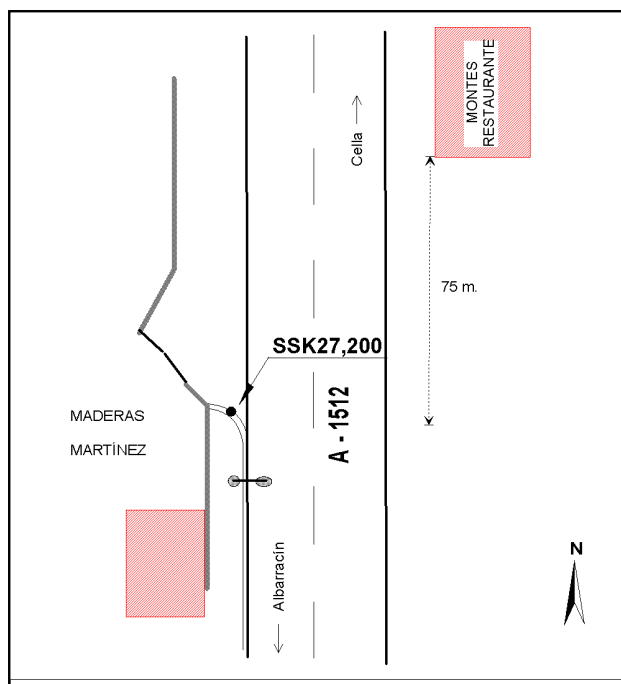 MONTES
RESTAURANTE
Cella
75 m.
SSK27,200
A - 1512
MADERAS
MARTÍNEZ
Albarracín
N